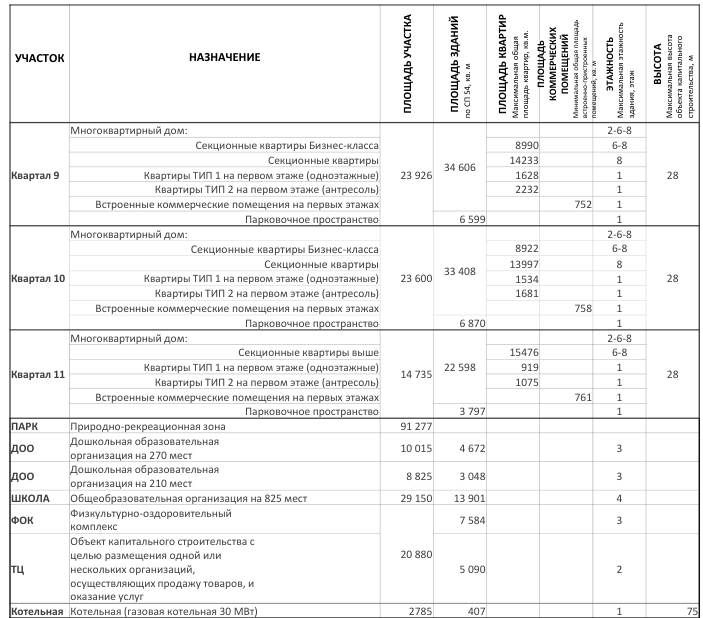 УЧАСТОК НАЗНАЧЕНИЕ ПЛОЩАДЬ УЧАСТКА
ПЛОЩАДЬ ЗДАНИЙ
по СП 54, кв. м
ПЛОЩАДЬ КВАРТИР
Максимальная общая
площадь квартир, кв.м.
ПЛОЩАДЬ
КОММЕРЧЕСКИХ
ПОМЕЩЕНИЙ
Минимальная общая площадь
встроенно-пристроенных
помещений, кв. м
ЭТАЖНОСТЬ
Максимальная этажность
здания, этаж
ВЫСОТА
Максимальная высота
объекта капитального
строительства, м
Многоквартирный дом: 2-6-8
Секционные квартиры Бизнес-класса 8990 6-8
Секционные квартиры 14233 8
Квартал 9 Квартиры ТИП 1 на первом этаже (одноэтажные) 23 926 34 606 1628 1 28
Квартиры ТИП 2 на первом этаже (антресоль) 2232 1
Встроенные коммерческие помещения на первых этажах 752 1
Парковочное пространство 6 599 1
Многоквартирный дом: 2-6-8
Секционные квартиры Бизнес-класса 8922 6-8
Секционные квартиры 13997 8
Квартал 10 Квартиры ТИП 1 на первом этаже (одноэтажные) 23 600 33 408 1534 1 28
Квартиры ТИП 2 на первом этаже (антресоль) 1681 1
Встроенные коммерческие помещения на первых этажах 758 1
Парковочное пространство 6 870 1
Многоквартирный дом: 2-6-8
Секционные квартиры выше 15476 6-8
Квартал 11 Квартиры ТИП 1 на первом этаже (одноэтажные) 14 735 22 598 919 1 28
Квартиры ТИП 2 на первом этаже (антресоль) 1075 1
Встроенные коммерческие помещения на первых этажах 761 1
Парковочное пространство 3 797 1
ПАРК Природно-рекреационная зона 91 277
ДОО Дошкольная образовательная
организация на 270 мест 10 015 4 672 3
ДОО Дошкольная образовательная
организация на 210 мест 8 825 3 048 3
ШКОЛА Общеобразовательная организация на 825 мест 29 150 13 901 4
ФОК Физкультурно-оздоровительный
комплекс 7 584 3
Объект капитального строительства с
целью размещения одной или 20 880
ТЦ нескольких организаций, 5 090 2
осуществляющих продажу товаров, и
оказание услуг
Котельная Котельная (газовая котельная 30 МВт) 2785 407 1 75